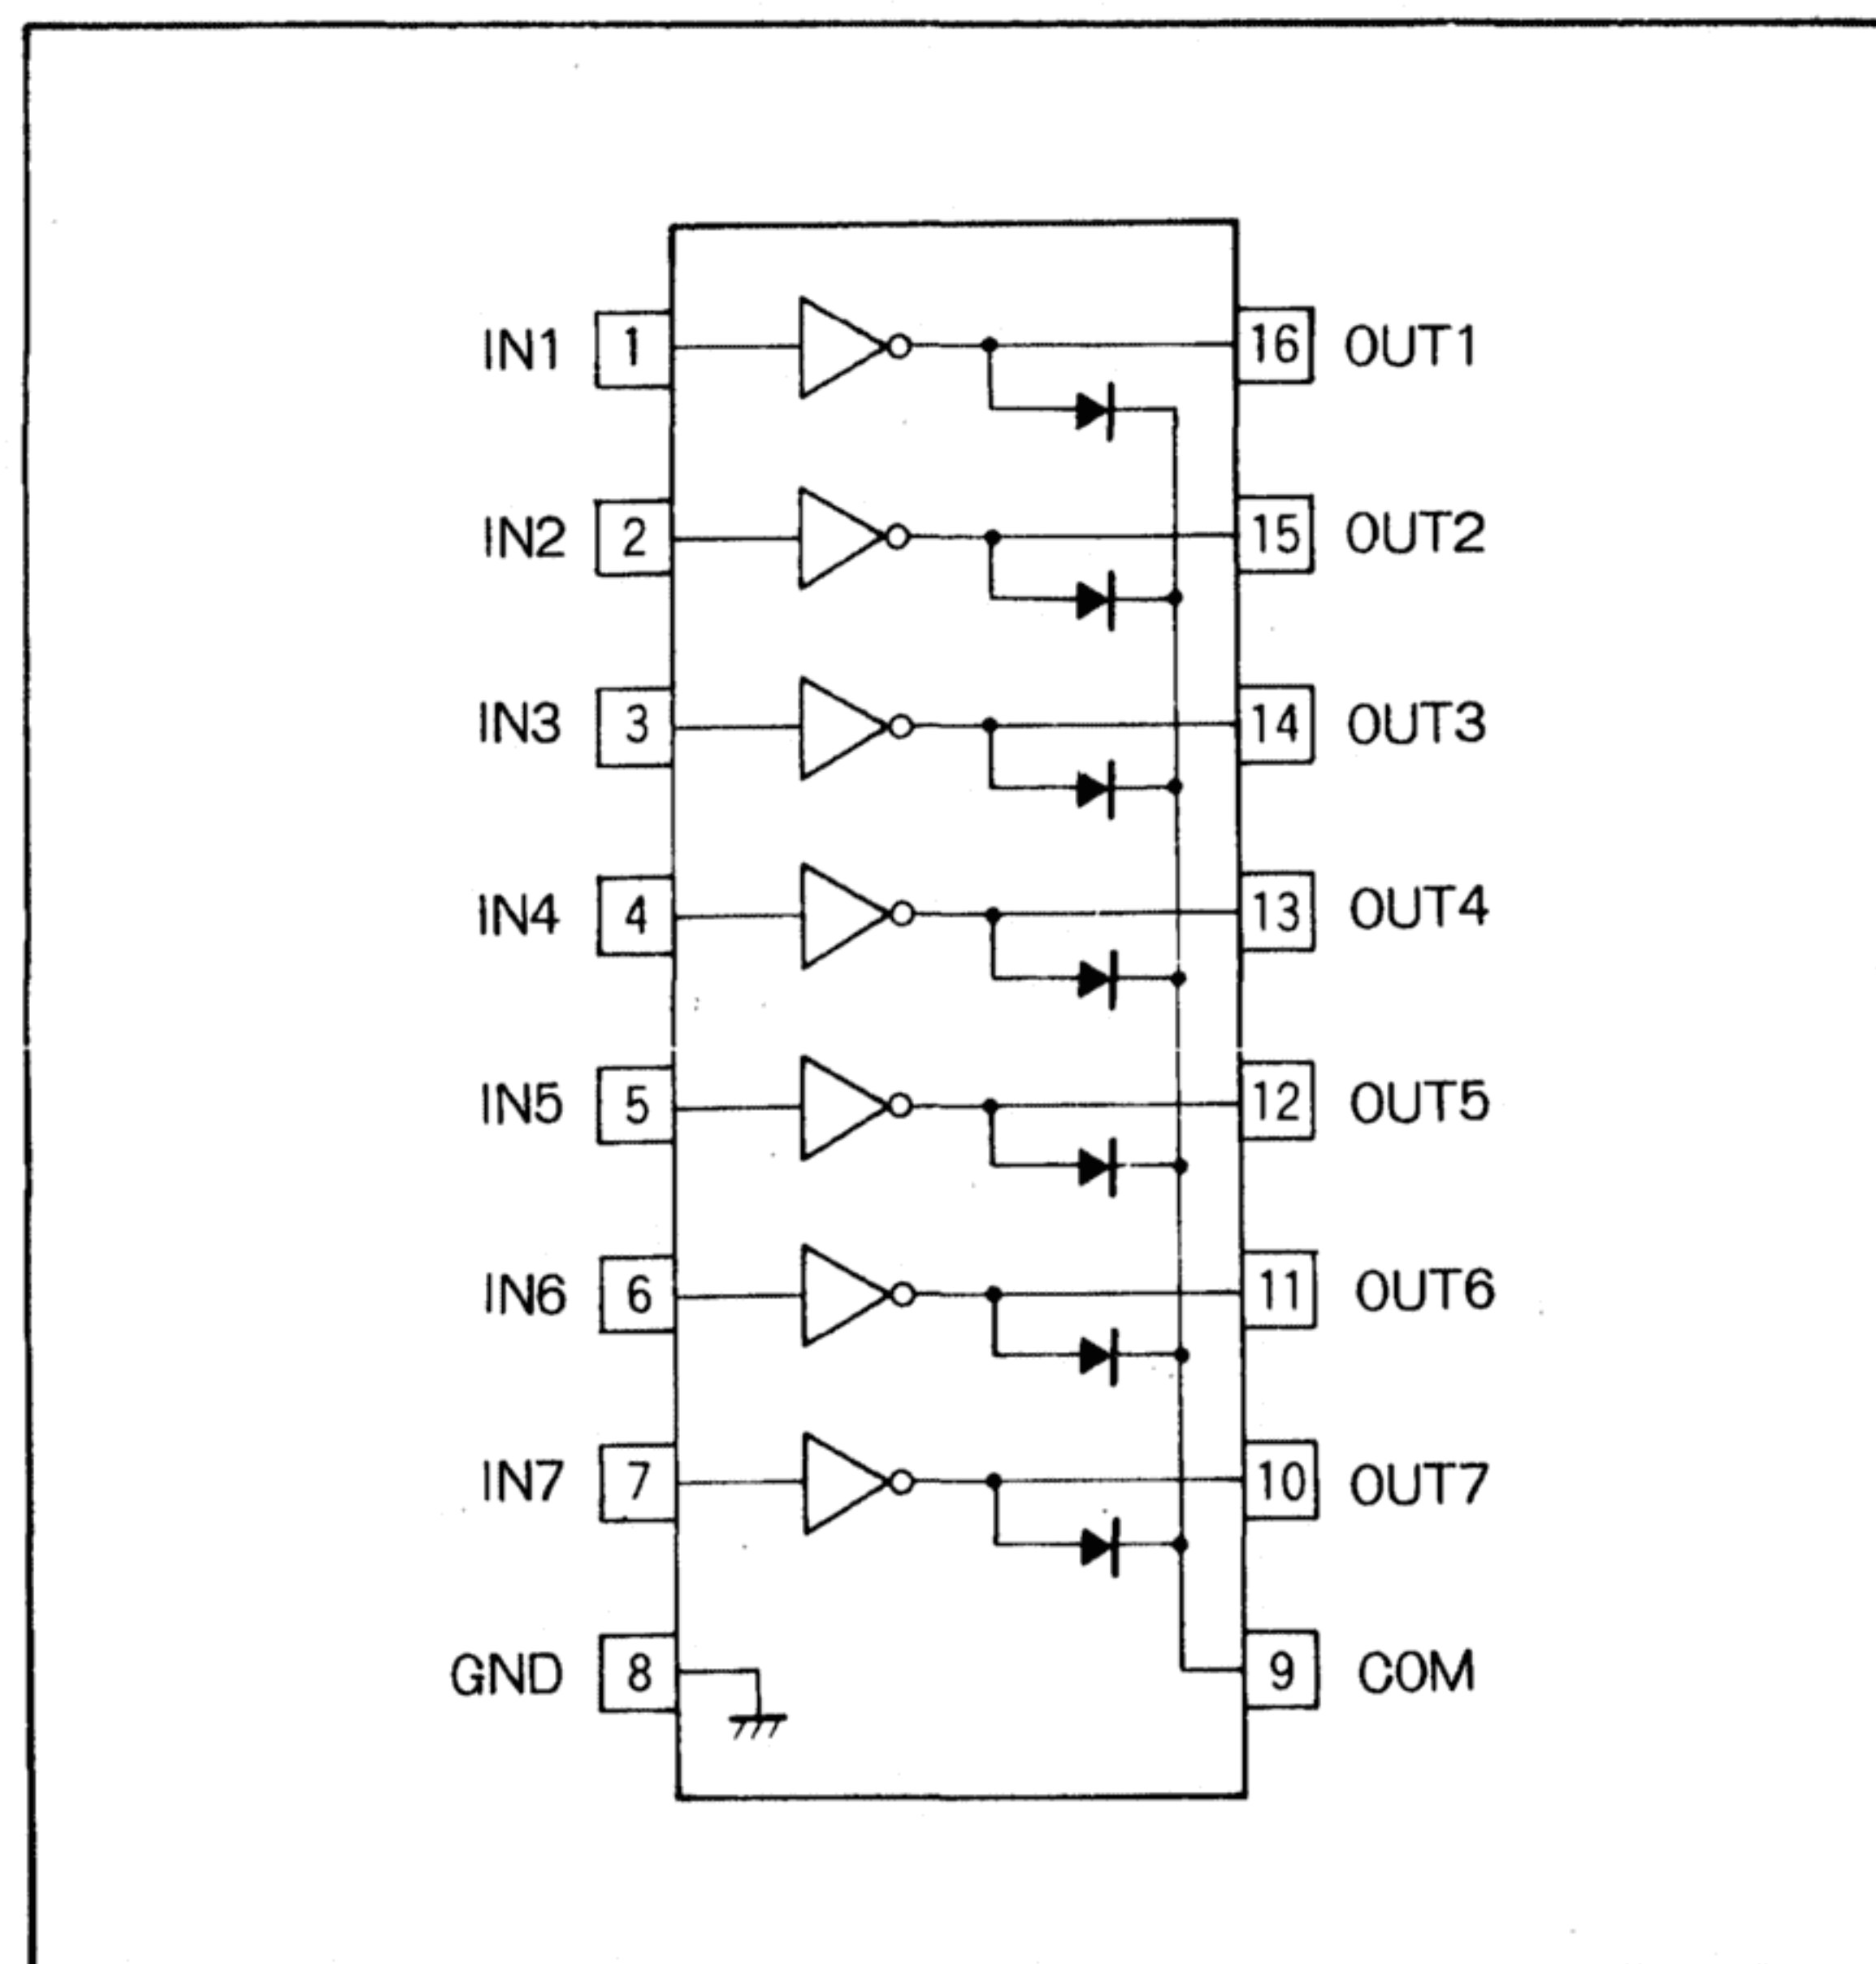 IN1 1 16 OUT1
IN2 2 15 OUT2
IN3 3 14 OUT3
IN4 4 13 OUT4
IN5 5 12 OUT5
IN6 6 11 OUT6
IN7 7 10 OUT7
GND 8 9 COM